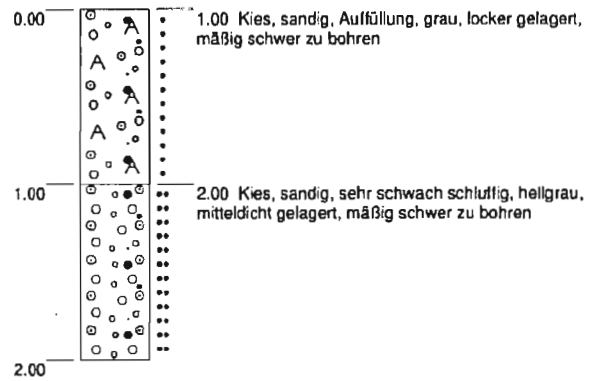 0.00
1.00 Kies, sandig, Auffüllung, grau, locker gelagert,
mäßig schwer zu bohren
A
A
A
A
A
1.00
2.00 Kies, sandig, sehr schwach schluffig, hellgrau,
mitteldicht gelagert, mäßig schwer zu bohren
2.00